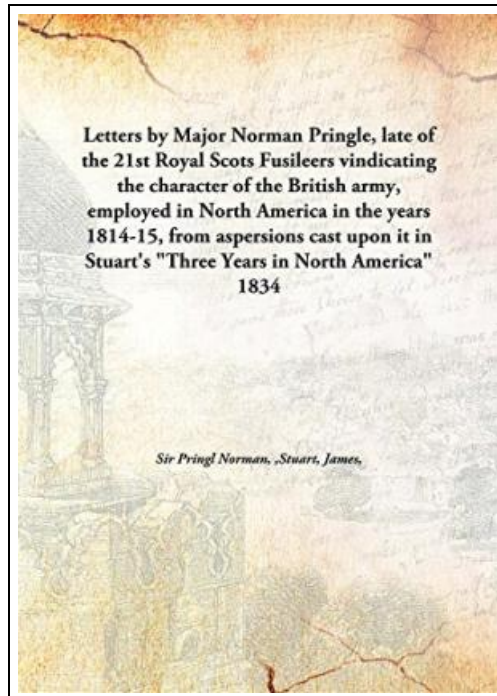 Letters by Major Norman Pringle, late of
the 21st Royal Scots Fusileers vindicating
the character of the British army,
employed in North America in the years
1814-15, from aspersions cast upon it in
Stuart's "Three Years in North America"
1834
Sir Pringl Norman, ,Stuart, James,